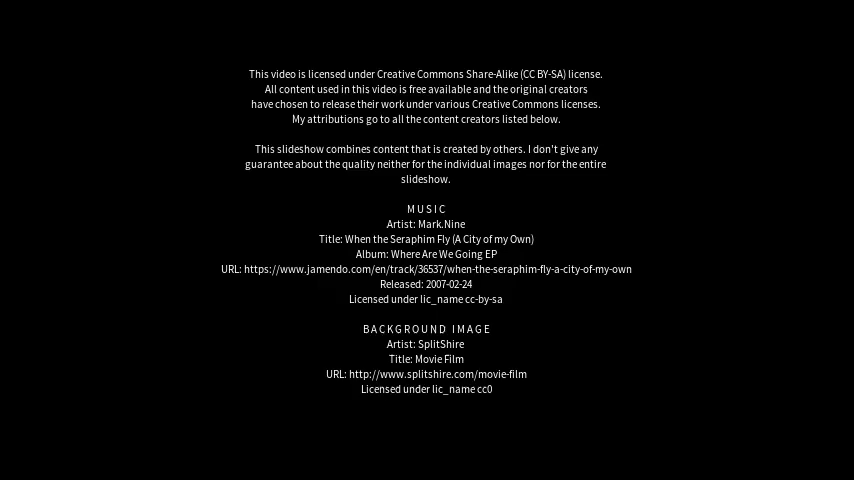 This video is licensed under Creative Commons Share-Alike (CC BY-SA) license.
All content used in this video is free available and the original creators
have chosen to release their work under various Creative Commons licenses.
My attributions go to all the content creators listed below.
This slideshow combines content that is created by others. I don't give any
guarantee about the quality neither for the individual images nor for the entire
slideshow.
MUSIC
Artist: Mark.Nine
Title: When the Seraphim Fly (A City of my Own)
Album: Where Are We Going EP
URL: https://www.jamendo.com/en/track/36537/when-the-seraphim-fly-a-city-of-my-own
Released: 2007-02-24
Licensed under lic_name cc-by-sa
BACKGROUND IMAGE
Artist: SplitShire
Title: Movie Film
URL: http://www.splitshire.com/movie-film
Licensed under lic_name cc0